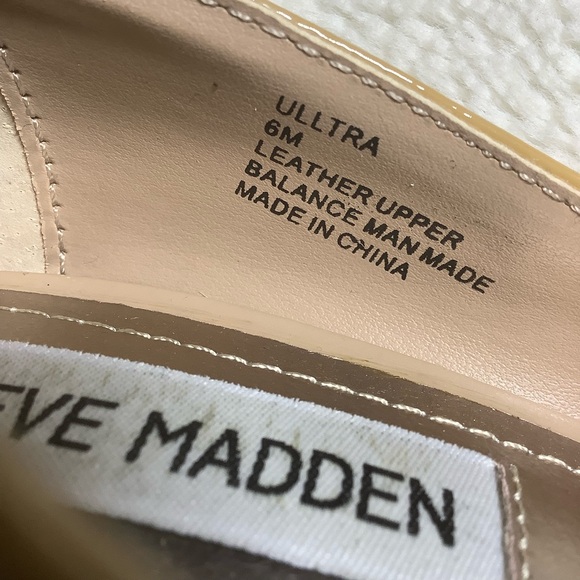 ULLTRA
6M
LEATHER UPPER
BALANCE MAN MADE
MADE IN CHINA
EVE MADDEN